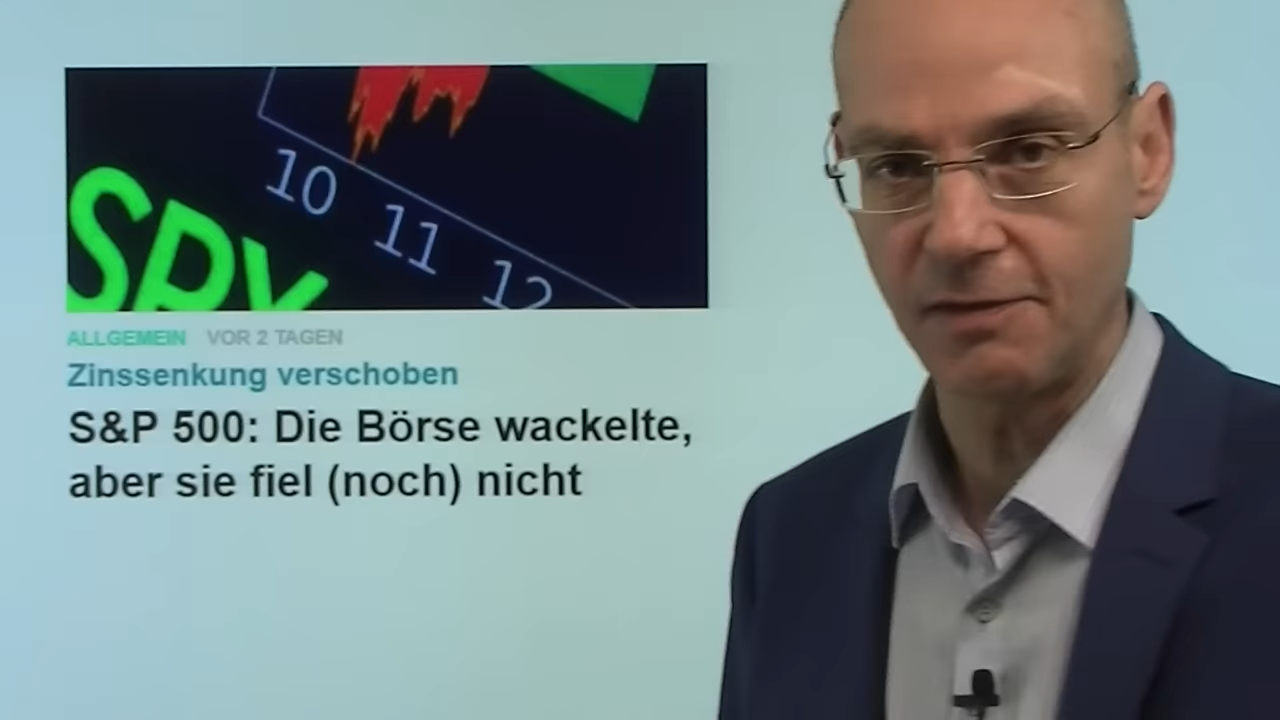 10
11
12
SPY
ALLGEMEIN VOR 2 TAGEN
Zinssenkung verschoben
S&P 500: Die Börse wackelte,
aber sie fiel (noch) nicht